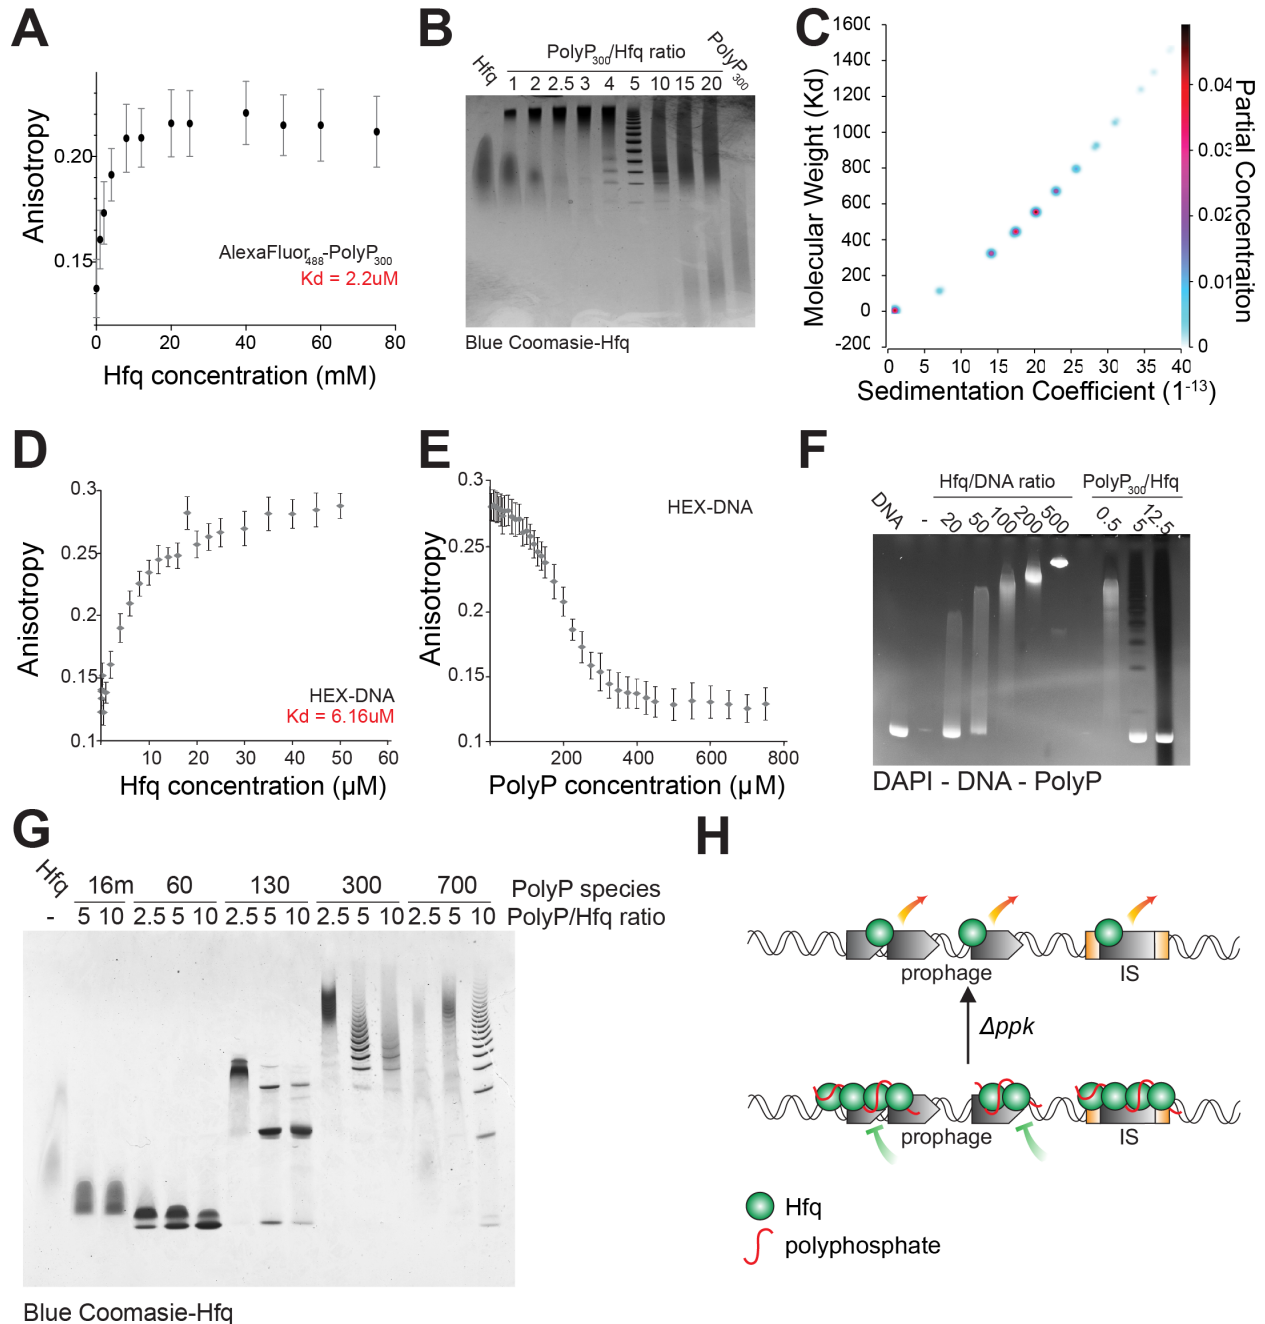 A
Anisotropy
0.20
0.15
AlexaFluor488-PolyP300
Kd = 2.2uM
0 20 40 60 80
Hfq concentration (mM)
B
PolyP300/Hfq ratio
Hfq 1 2 2.5 3 4 5 10 15 20 PolyP300
Blue Coomasie-Hfq
C
Molecular Weight (Kd)
160
140
120
100
800
600
400
200
0
-200
0 5 10 15 20 25 30 35 40
Sedimentation Coefficient (1-13)
0.04
0.03
0.02
0.01
0
Partial Concentraiton
D
Anisotropy
0.3
0.25
0.2
0.15
0.1
HEX-DNA
Kd = 6.16uM
10 20 30 40 50 60
Hfq concentration (µM)
E
Anisotropy
0.3
0.25
0.2
0.15
0.1
HEX-DNA
200 400 600 800
PolyP concentration (µM)
F
Hfq/DNA ratio PolyP300/Hfq
DNA - 20 50 100 200 500 0.5 5 12.5
DAPI - DNA - PolyP
G
Hfq 16m 60 130 300 700 PolyP species
- 5 10 2.5 5 10 2.5 5 10 2.5 5 10 2.5 5 10 PolyP/Hfq ratio
Blue Coomasie-Hfq
H
prophage IS
Δppk
prophage IS
Hfq
polyphosphate